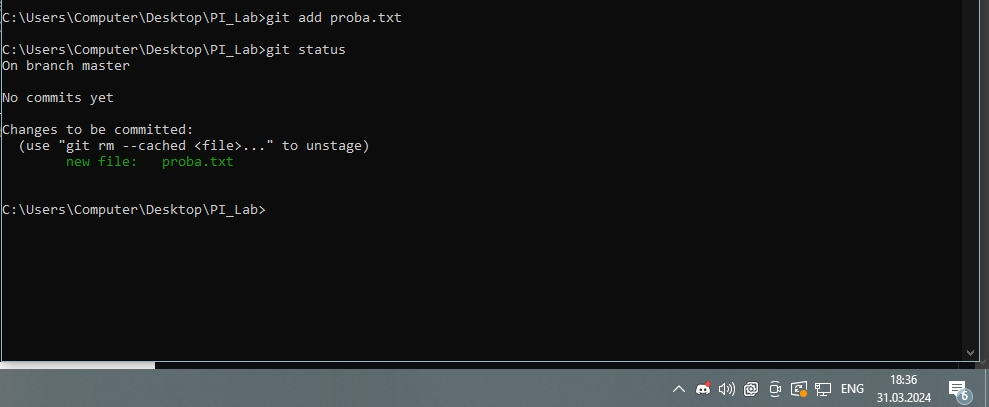 C:\Users\Computer\Desktop\PI_Lab>git add proba.txt
C:\Users\Computer\Desktop\PI_Lab>git status
On branch master
No commits yet
Changes to be committed:
(use "git rm --cached <file>..." to unstage)
new file: proba.txt
C:\Users\Computer\Desktop\PI_Lab>
ENG
18:36
31.03.2024
6